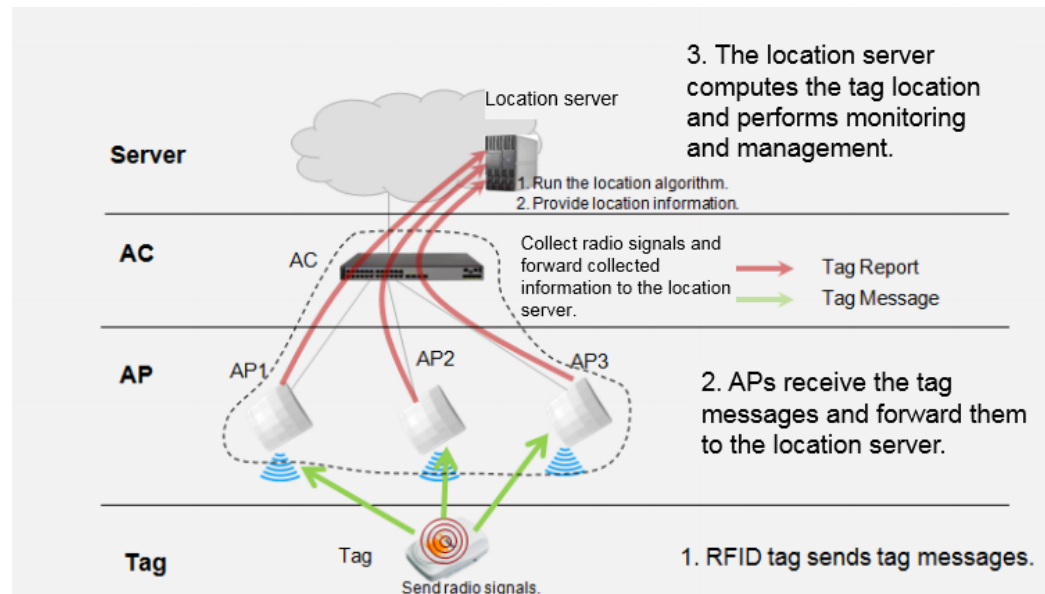 3. The location server
computes the tag location
and performs monitoring
and management.
Location server
Server
1. Run the location algorithm.
2. Provide location information.
AC
AC
Collect radio signals and
forward collected
information to the location
server.
Tag Report
Tag Message
AP
AP1
AP2
AP3
2. APs receive the tag
messages and forward them
to the location server.
Tag
Tag
Send radio signals.
1. RFID tag sends tag messages.